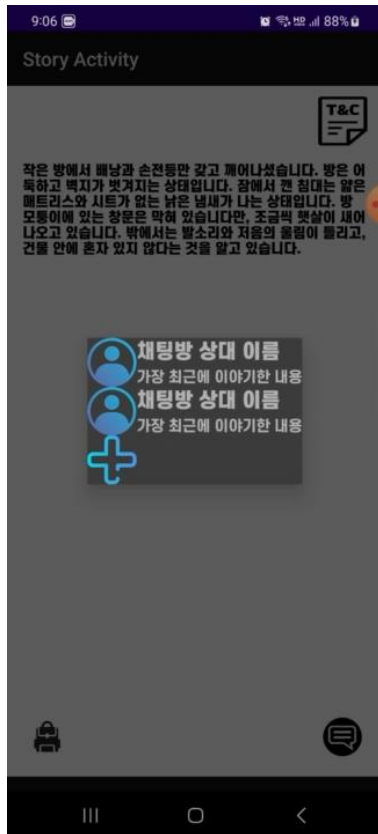 9:06
88%
Story Activity
T&C
작은 방에서 배낭과 손전등만 갖고 깨어나셨습니다. 방은 어
둑하고 벽지가 벗겨지는 상태입니다. 잠에서 깬 침대는 얇은
매트리스와 시트가 없는 낡은 냄새가 나는 상태입니다. 방
모퉁이에 있는 창문은 막혀 있습니다만, 조금씩 햇살이 새어
나오고 있습니다. 밖에서는 발소리와 저음의 울림이 들리고,
건물 안에 혼자 있지 않다는 것을 알고 있습니다.
채팅방 상대 이름
가장 최근에 이야기한 내용
채팅방 상대 이름
가장 최근에 이야기한 내용